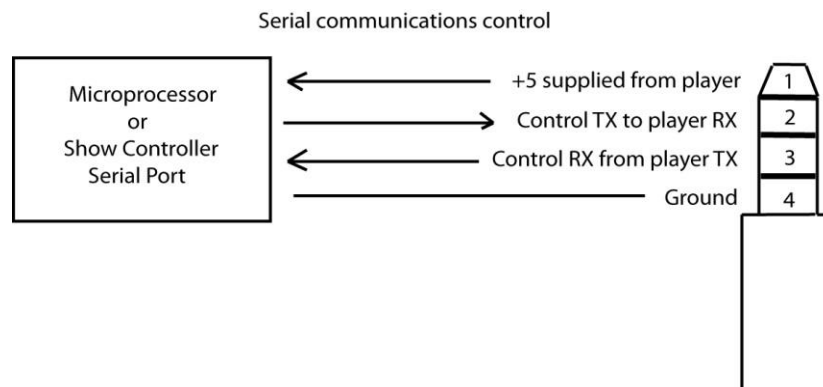 Serial communications control
Microprocessor
or
Show Controller
Serial Port
+5 supplied from player
1
Control TX to player RX
2
Control RX from player TX
3
Ground
4